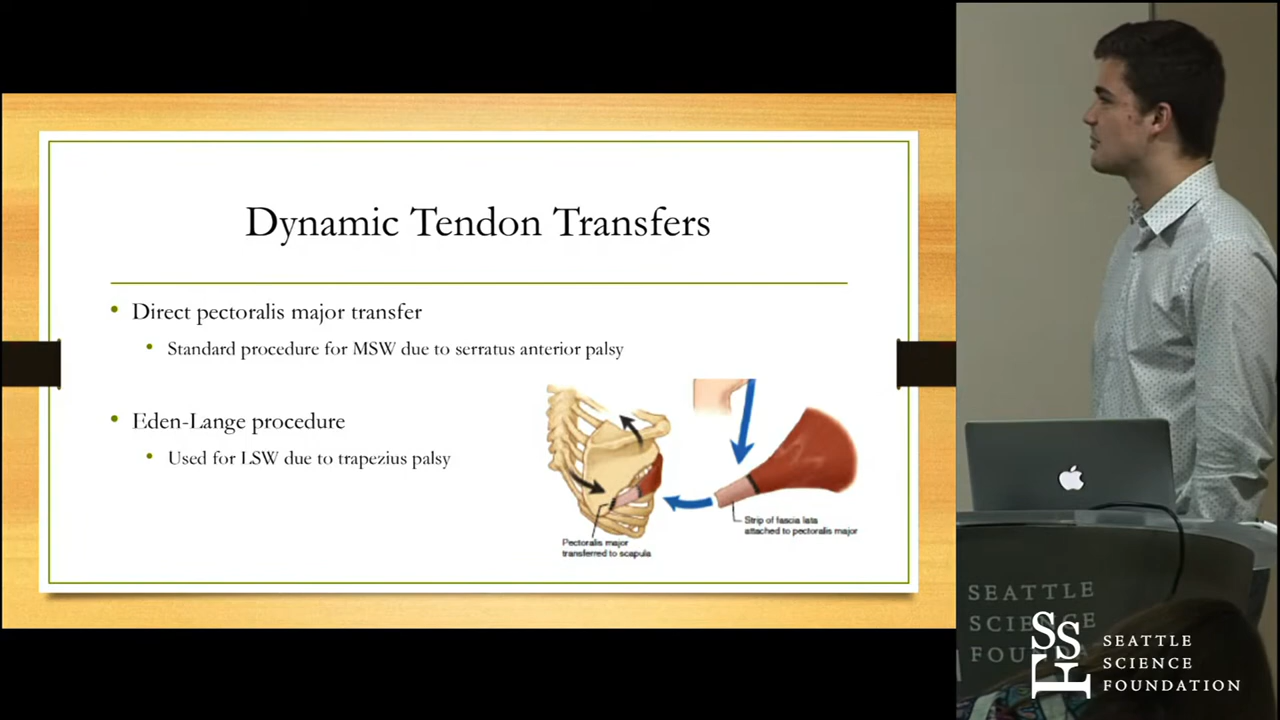 Dynamic Tendon Transfers
• Direct pectoralis major transfer
• Standard procedure for MSW due to serratus anterior palsy
• Eden-Lange procedure
• Used for LSW due to trapezius palsy
Pectoralis major
transferred to scapula
Strip of fascia lata
attached to pectoralis major
SEATTLE
SCIENCE
FOUNDA
SSF
SEATTLE
SCIENCE
FOUNDATION